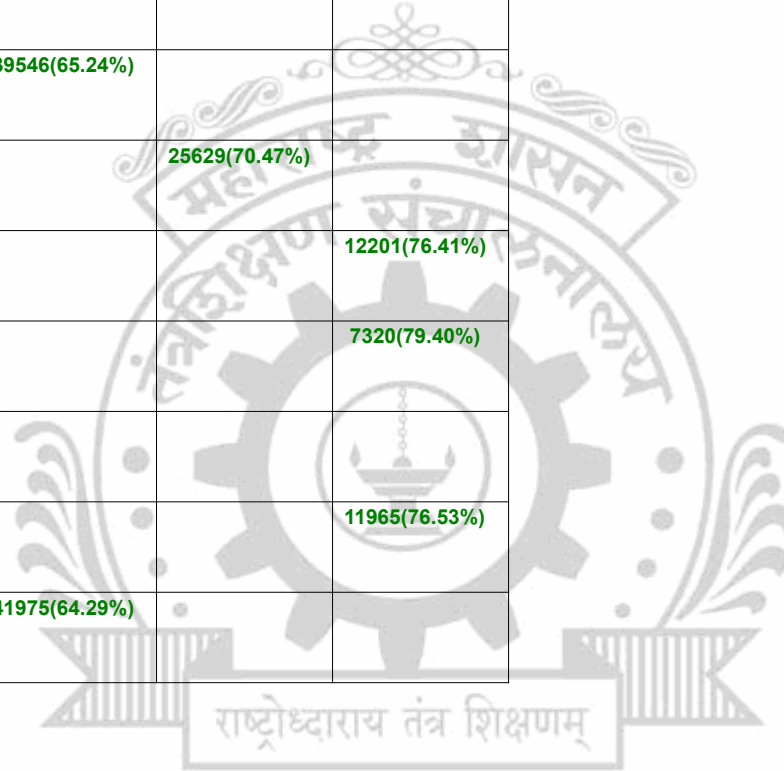 39546(65.24%)
25629(70.47%)
12201(76.41%)
7320(79.40%)
11965(76.53%)
41975(64.29%)
महाराष्ट्र शासन
तंत्रशिक्षण संचालनालय
राष्ट्रोध्दाराय तंत्र शिक्षणम्